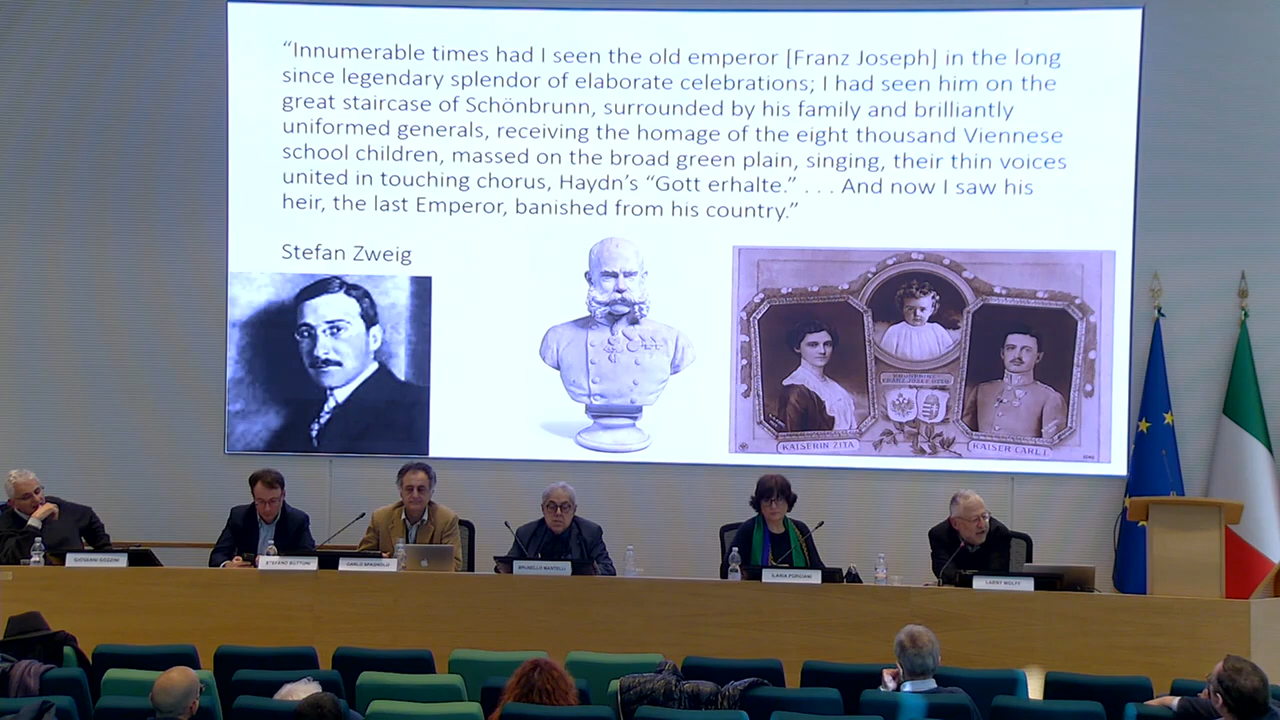 “Innumerable times had I seen the old emperor [Franz Joseph] in the long
since legendary splendor of elaborate celebrations; I had seen him on the
great staircase of Schönbrunn, surrounded by his family and brilliantly
uniformed generals, receiving the homage of the eight thousand Viennese
school children, massed on the broad green plain, singing, their thin voices
united in touching chorus, Haydn’s “Gott erhalte.” . . . And now I saw his
heir, the last Emperor, banished from his country.”
Stefan Zweig
FRANZ JOSEF OTTO
KAISERIN ZITA
KAISER CARL I.
STEFANO BOTTONI
CARLO SPAGNOLO
BRUNELLO MANTELLI
ILARIA PORCIANI
LARRY WOLFF